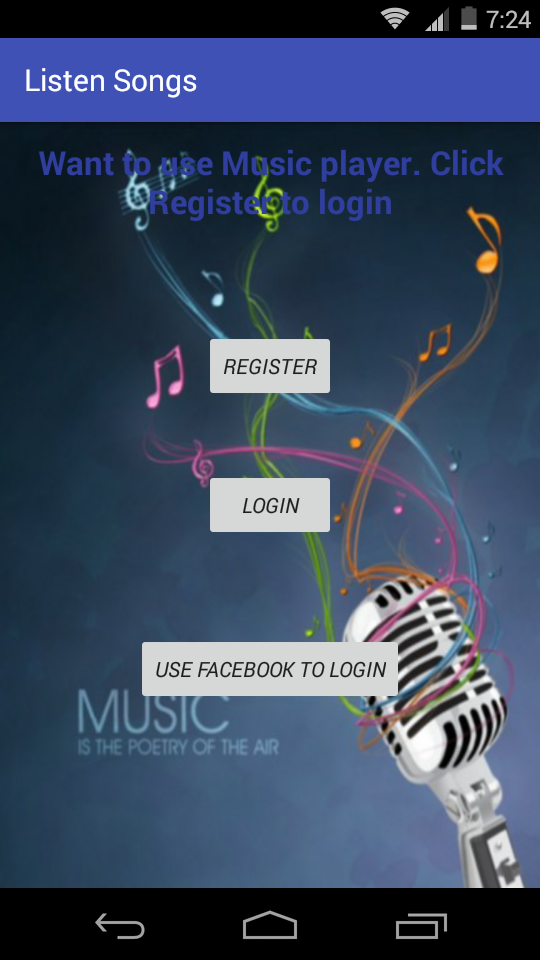 7:24
Listen Songs
Want to use Music player. Click
Register to login
REGISTER
LOGIN
USE FACEBOOK TO LOGIN
MUSIC
IS THE POETRY OF THE AIR